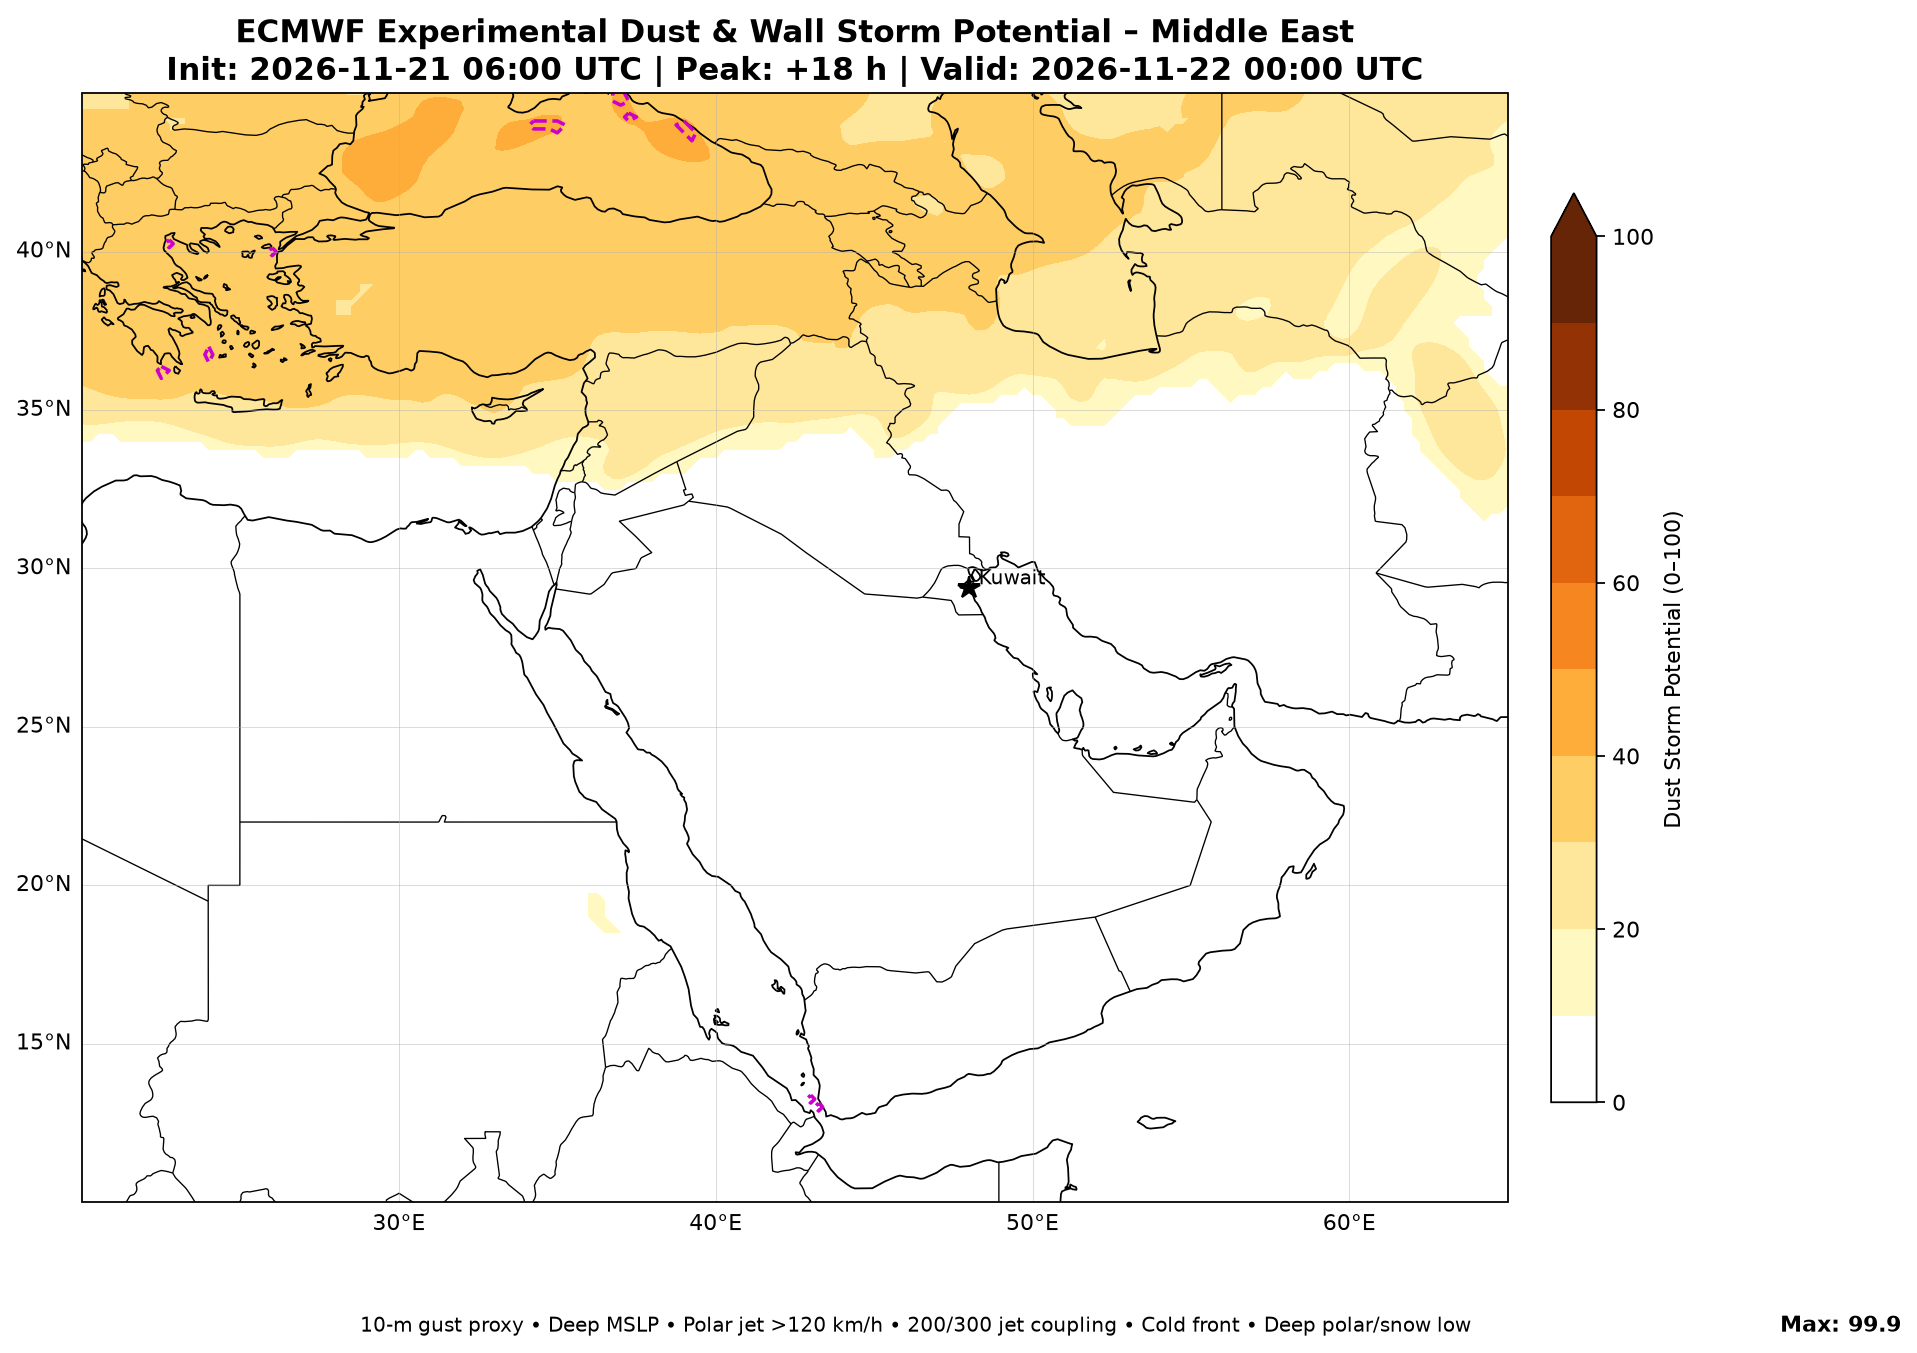 ECMWF Experimental Dust & Wall Storm Potential – Middle East
Init: 2026-11-21 06:00 UTC | Peak: +18 h | Valid: 2026-11-22 00:00 UTC
40°N
35°N
30°N
25°N
20°N
15°N
30°E
40°E
50°E
60°E
Kuwait
100
80
60
40
20
0
Dust Storm Potential (0–100)
10-m gust proxy • Deep MSLP • Polar jet >120 km/h • 200/300 jet coupling • Cold front • Deep polar/snow low
Max: 99.9